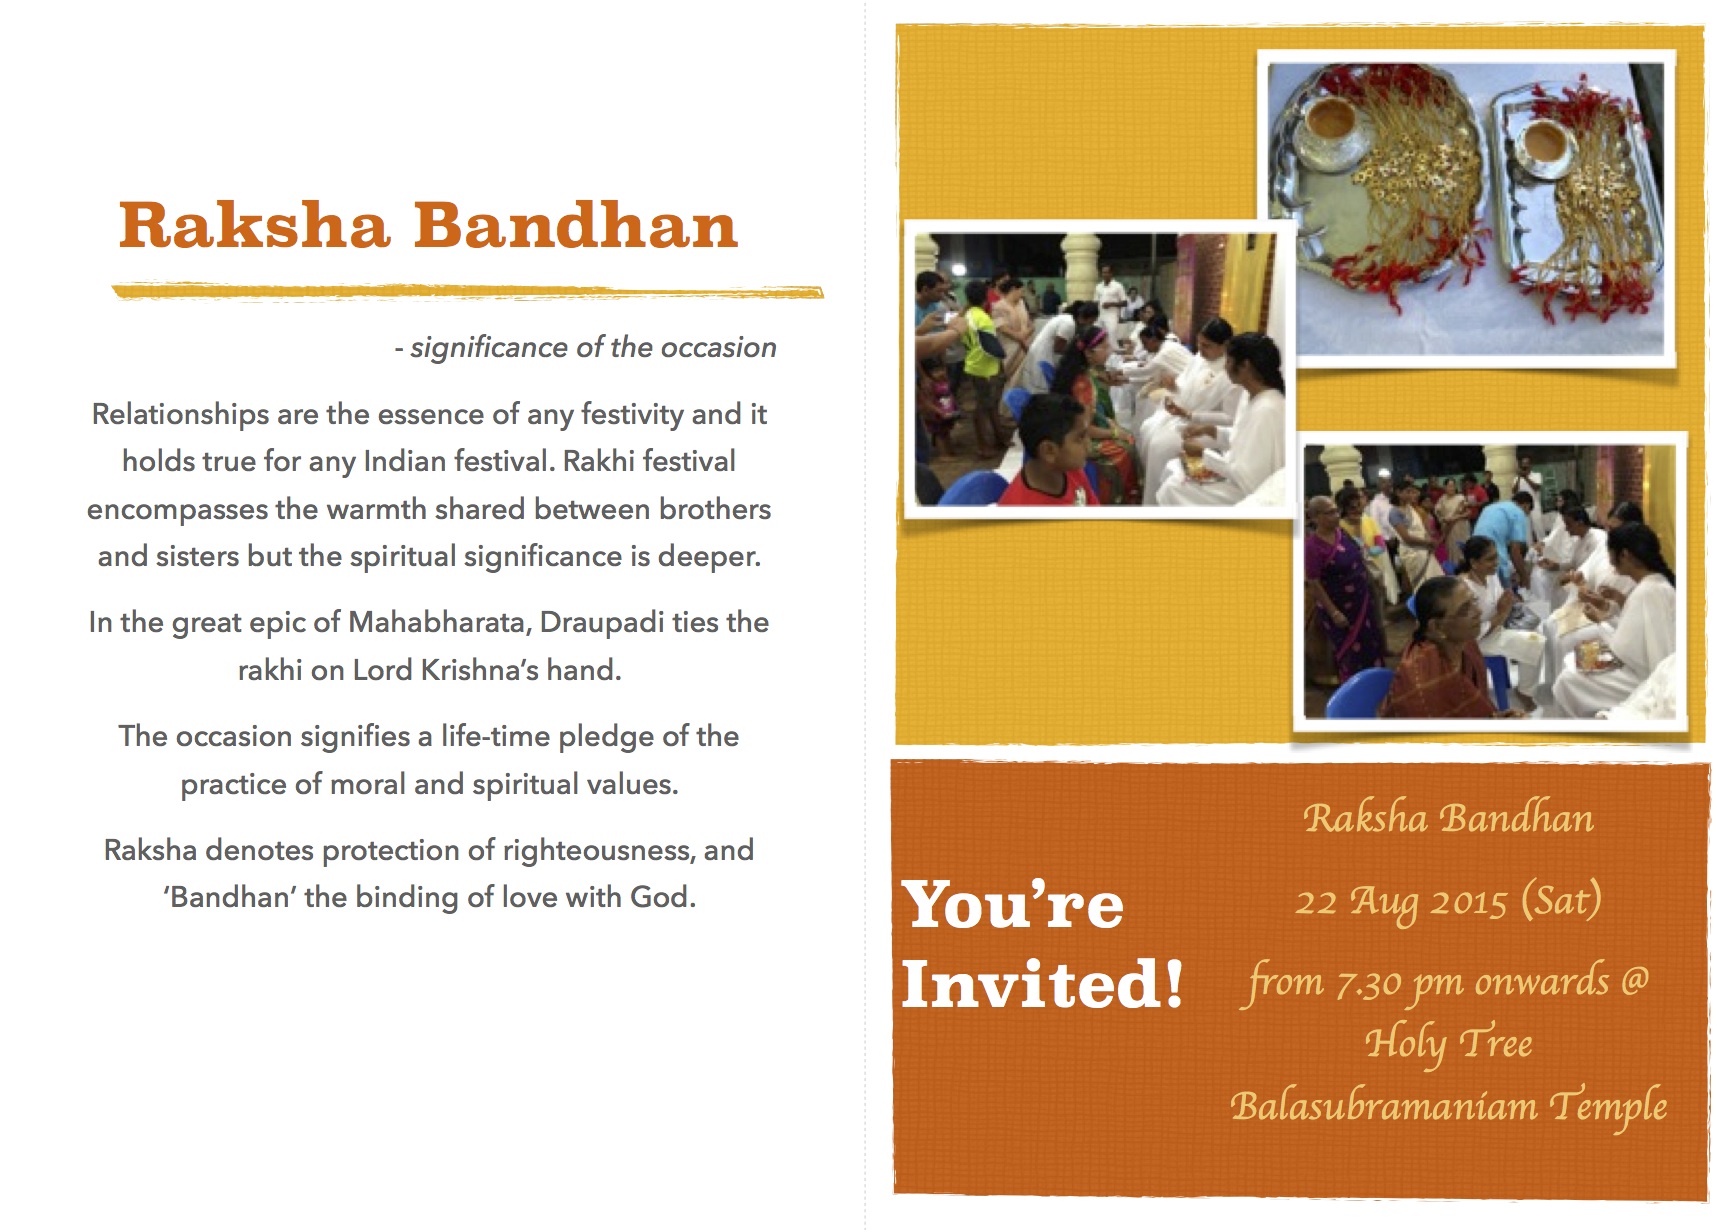 Raksha Bandhan
- significance of the occasion
Relationships are the essence of any festivity and it
holds true for any Indian festival. Rakhi festival
encompasses the warmth shared between brothers
and sisters but the spiritual significance is deeper.
In the great epic of Mahabharata, Draupadi ties the
rakhi on Lord Krishna’s hand.
The occasion signifies a life-time pledge of the
practice of moral and spiritual values.
Raksha denotes protection of righteousness, and
‘Bandhan’ the binding of love with God.
You’re
Invited!
Raksha Bandhan
22 Aug 2015 (Sat)
from 7.30 pm onwards @
Holy Tree
Balasubramaniam Temple